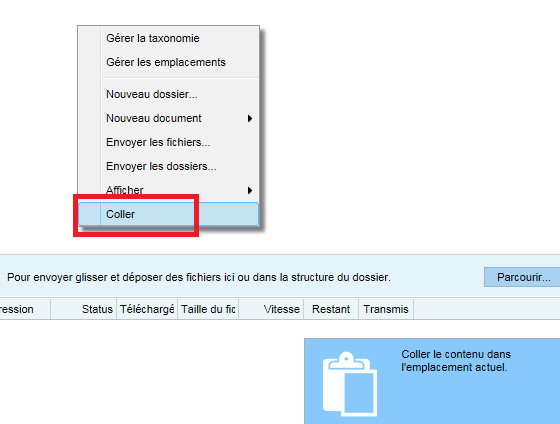 Gérer la taxonomie
Gérer les emplacements
Nouveau dossier...
Nouveau document
Envoyer les fichiers...
Envoyer les dossiers...
Afficher
Coller
Pour envoyer glisser et déposer des fichiers ici ou dans la structure du dossier.
Parcourir...
ression Status Téléchargé Taille du fic Vitesse Restant Transmis
Coller le contenu dans
l'emplacement actuel.